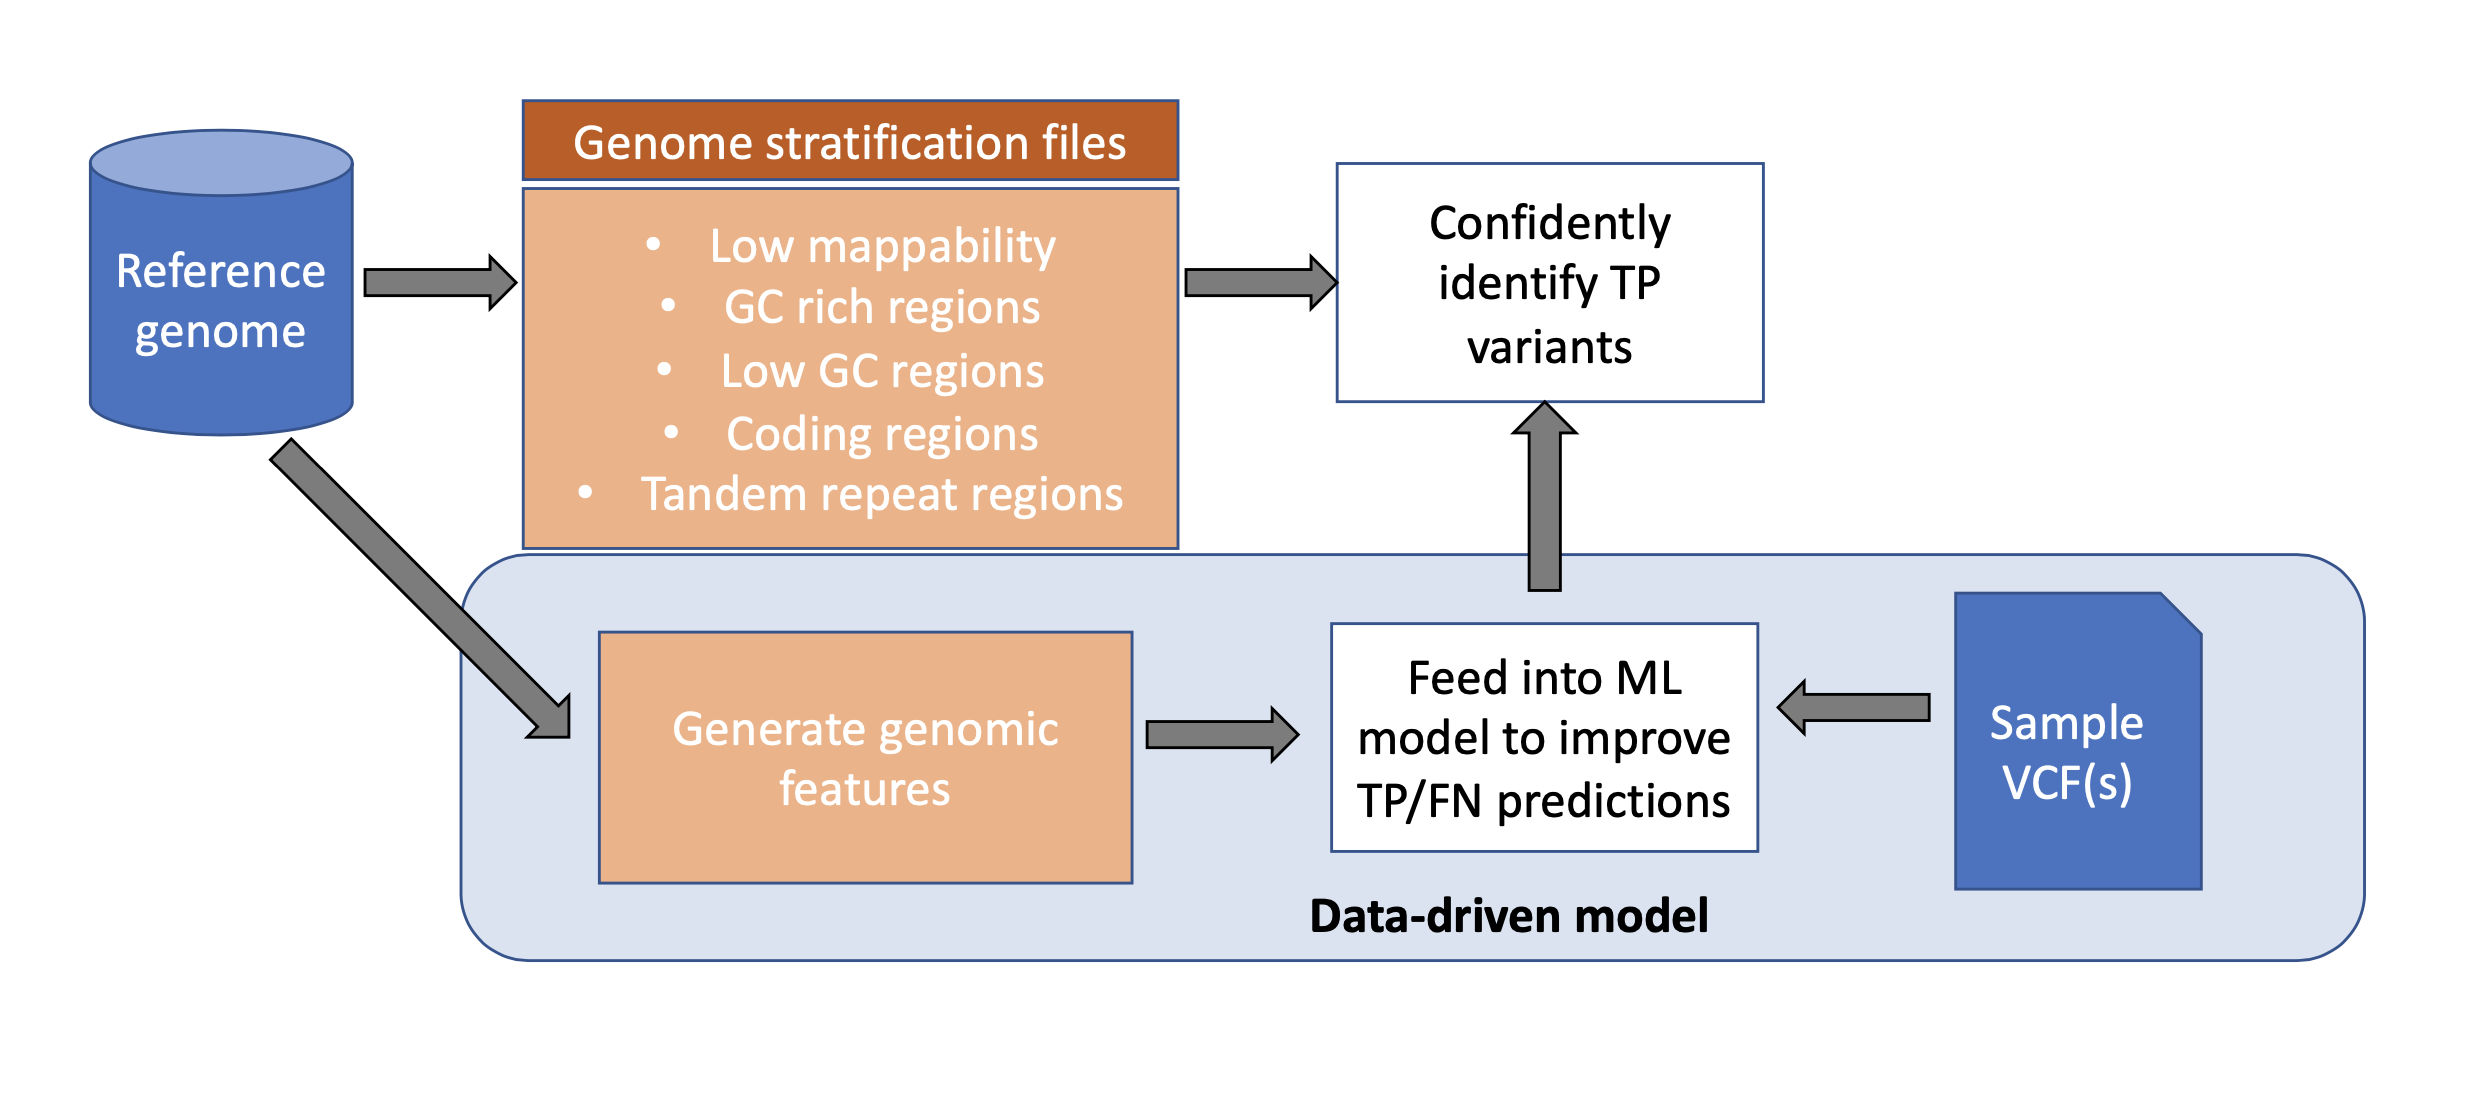 Reference
genome
Genome stratification files
• Low mappability
• GC rich regions
• Low GC regions
• Coding regions
• Tandem repeat regions
Confidently
identify TP
variants
Generate genomic
features
Feed into ML
model to improve
TP/FN predictions
Sample
VCF(s)
Data-driven model